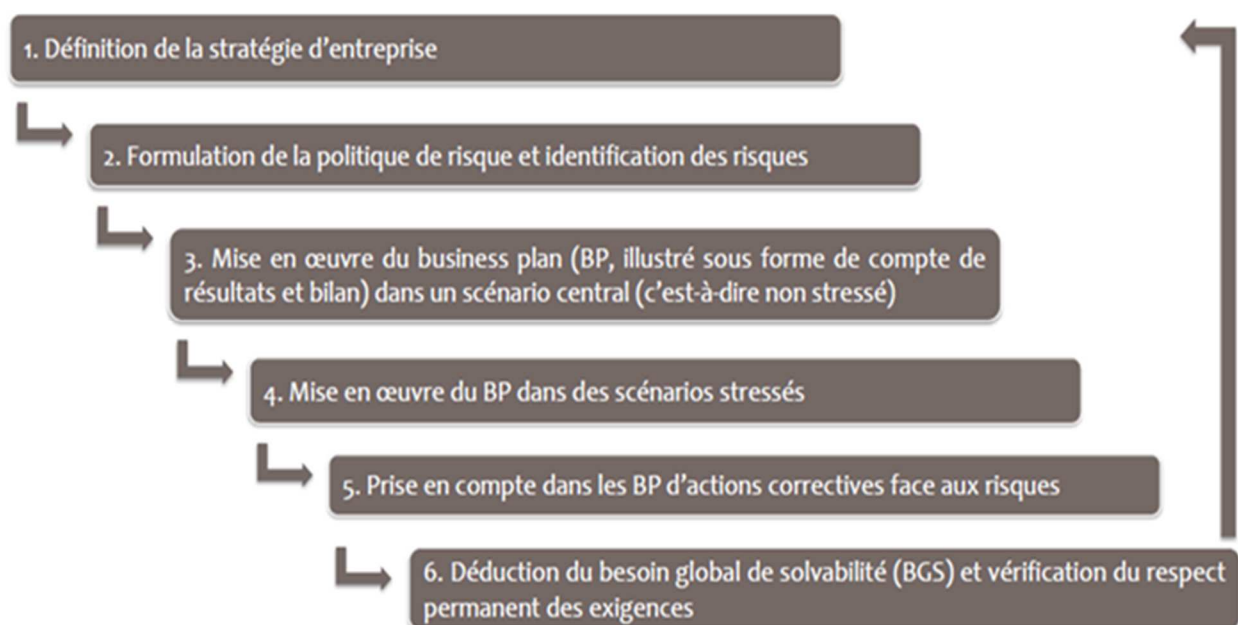 1. Définition de la stratégie d’entreprise
2. Formulation de la politique de risque et identification des risques
3. Mise en œuvre du business plan (BP, illustré sous forme de compte de
résultats et bilan) dans un scénario central (c’est-à-dire non stressé)
4. Mise en œuvre du BP dans des scénarios stressés
5. Prise en compte dans les BP d’actions correctives face aux risques
6. Déduction du besoin global de solvabilité (BGS) et vérification du respect
permanent des exigences